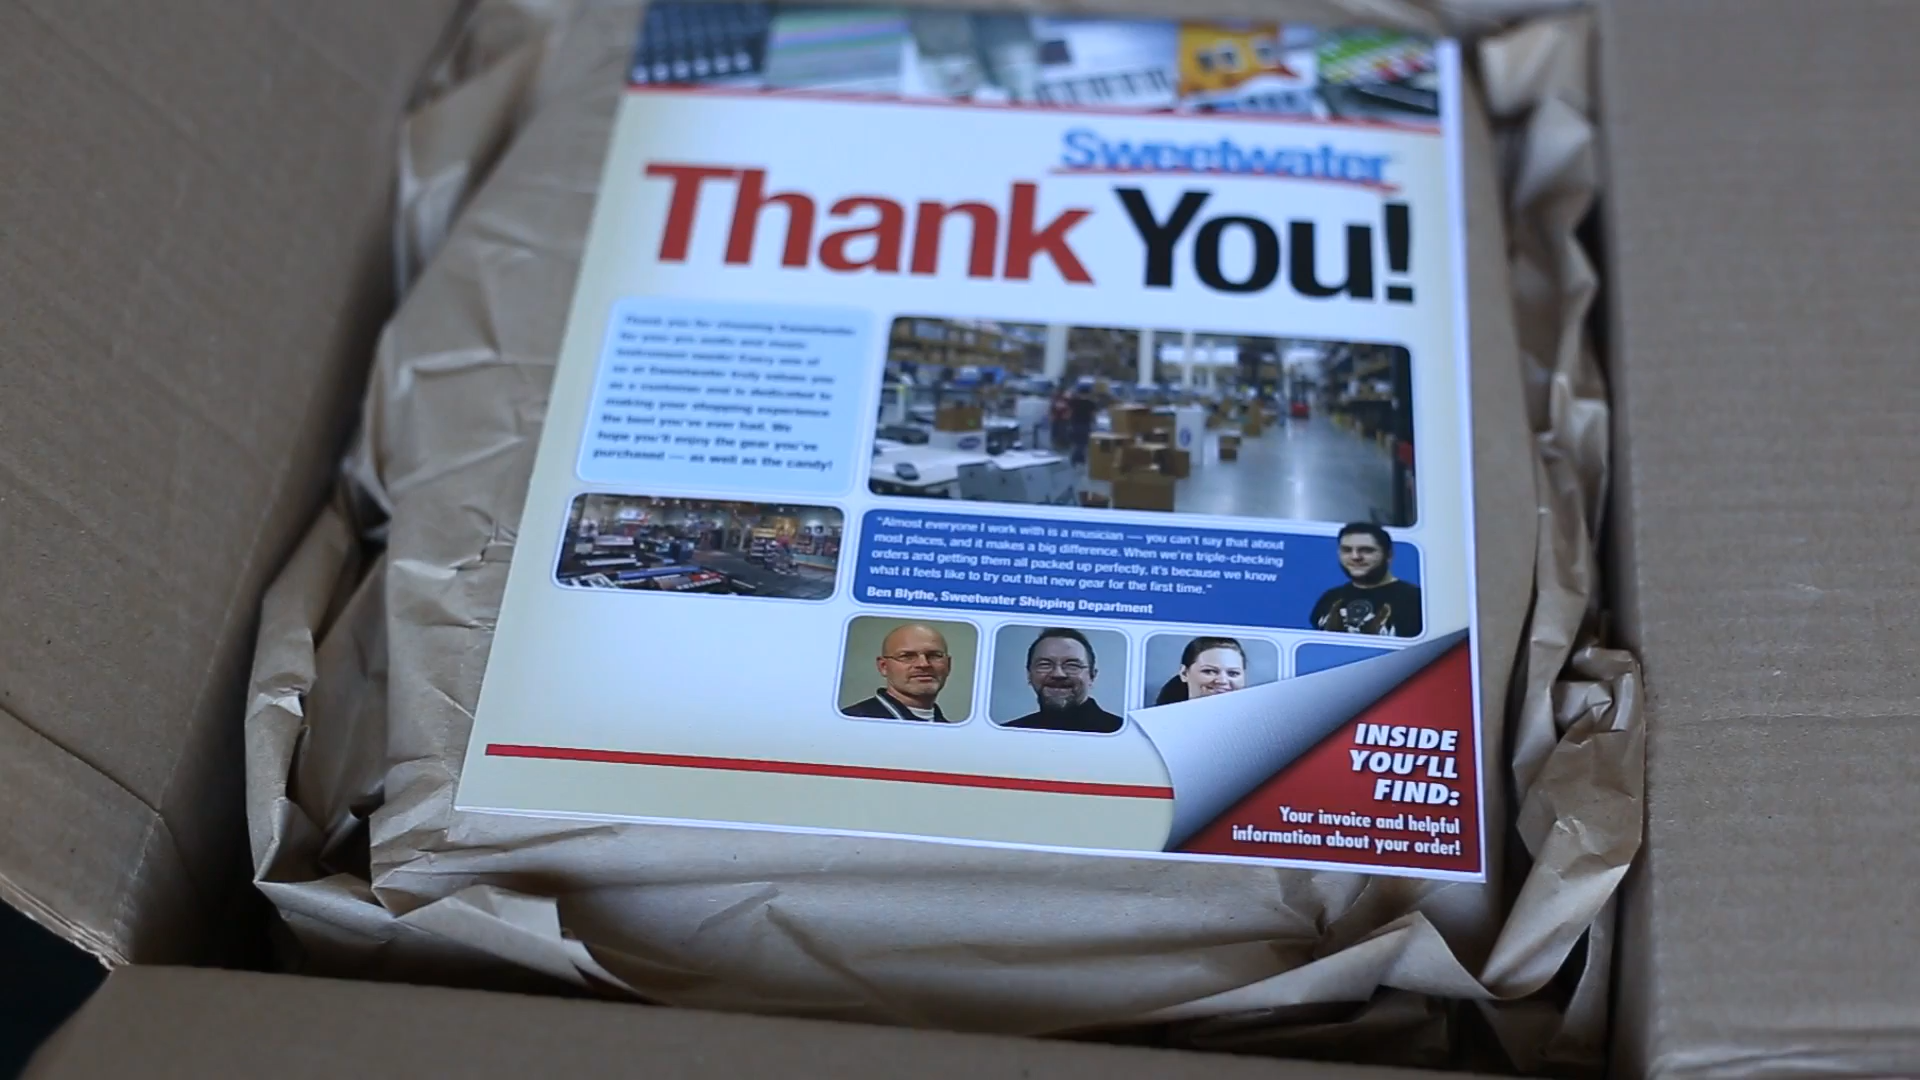 Sweetwater
Thank You!
Thank you for choosing Sweetwater
for your pro audio and music
instrument needs! Every one of
us at Sweetwater truly values you
as a customer and is dedicated to
making your shopping experience
the best you've ever had. We
hope you'll enjoy the gear you've
purchased — as well as the candy!
"Almost everyone I work with is a musician — you can't say that about
most places, and it makes a big difference. When we're triple-checking
orders and getting them all packed up perfectly, it's because we know
what it feels like to try out that new gear for the first time."
Ben Blythe, Sweetwater Shipping Department
INSIDE
YOU'LL
FIND:
Your invoice and helpful
information about your order!